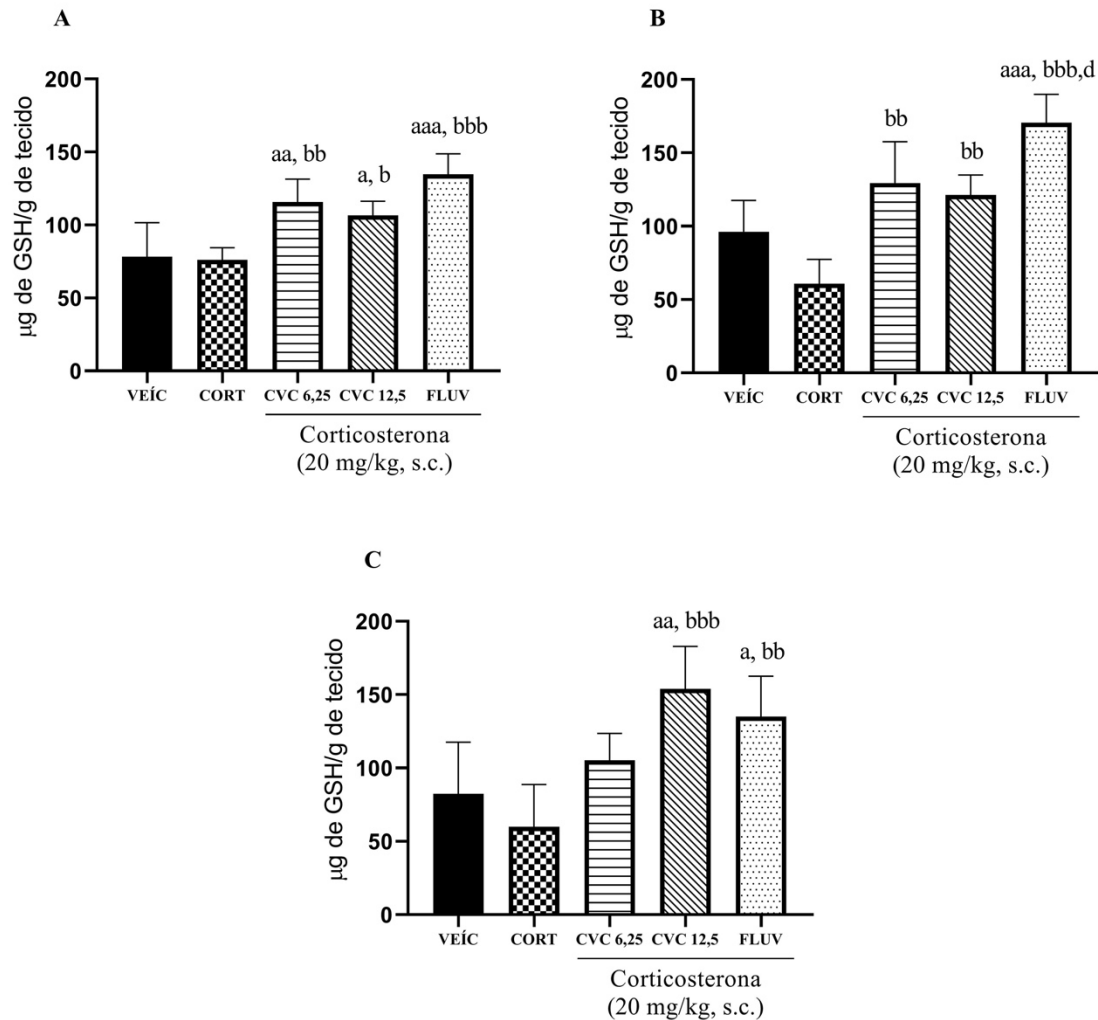 A
µg de GSH/g de tecido
200
150
100
50
0
aa, bb
a, b
aaa, bbb
VEÍC CORT CVC 6,25 CVC 12,5 FLUV
Corticosterona
(20 mg/kg, s.c.)
B
µg de GSH/g de tecido
200
150
100
50
0
bb
bb
aaa, bbb,d
VEÍC CORT CVC 6,25 CVC 12,5 FLUV
Corticosterona
(20 mg/kg, s.c.)
C
µg de GSH/g de tecido
200
150
100
50
0
aa, bbb
a, bb
VEÍC CORT CVC 6,25 CVC 12,5 FLUV
Corticosterona
(20 mg/kg, s.c.)